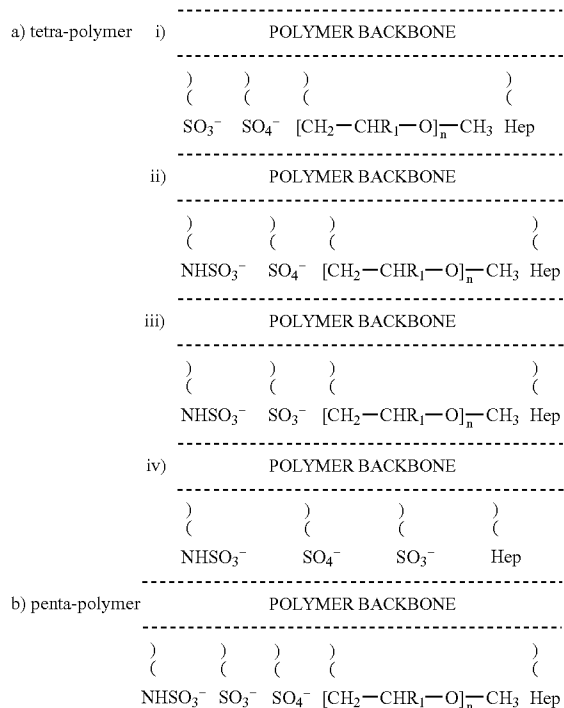 a) tetra-polymer i) POLYMER BACKBONE
SO₃⁻ SO₄⁻ [CH₂—CHR₁—O]ₙ—CH₃ Hep
ii) POLYMER BACKBONE
NHSO₃⁻ SO₄⁻ [CH₂—CHR₁—O]ₙ—CH₃ Hep
iii) POLYMER BACKBONE
NHSO₃⁻ SO₃⁻ [CH₂—CHR₁—O]ₙ—CH₃ Hep
iv) POLYMER BACKBONE
NHSO₃⁻ SO₄⁻ SO₃⁻ Hep
b) penta-polymer POLYMER BACKBONE
NHSO₃⁻ SO₃⁻ SO₄⁻ [CH₂—CHR₁—O]ₙ—CH₃ Hep